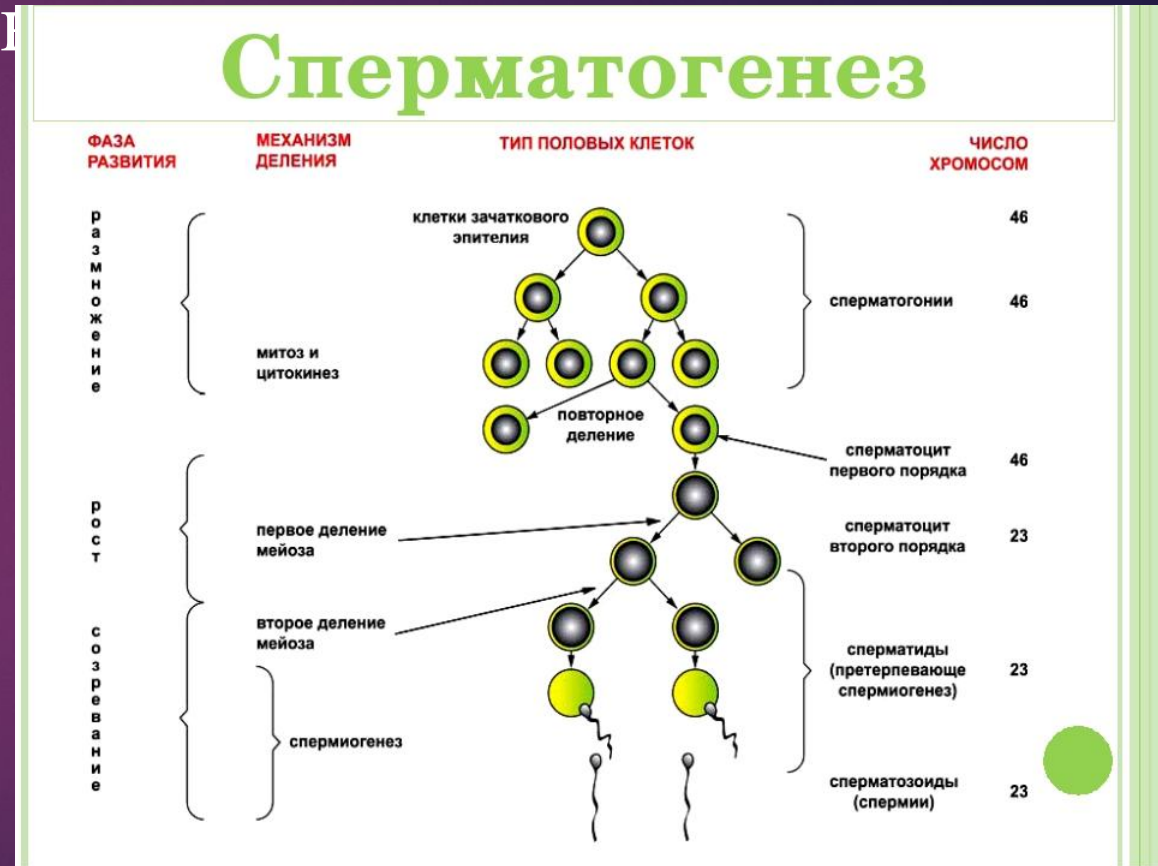 Сперматогенез
ФАЗА
РАЗВИТИЯ
МЕХАНИЗМ
ДЕЛЕНИЯ
ТИП ПОЛОВЫХ КЛЕТОК
ЧИСЛО
ХРОМОСОМ
размножение
клетки зачаткового
эпителия
46
сперматогонии
46
митоз и
цитокинез
повторное
деление
сперматоцит
первого порядка
46
рост
первое деление
мейоза
сперматоцит
второго порядка
23
созревание
второе деление
мейоза
сперматиды
(претерпевающе
спермиогенез)
23
спермиогенез
сперматозоиды
(спермии)
23